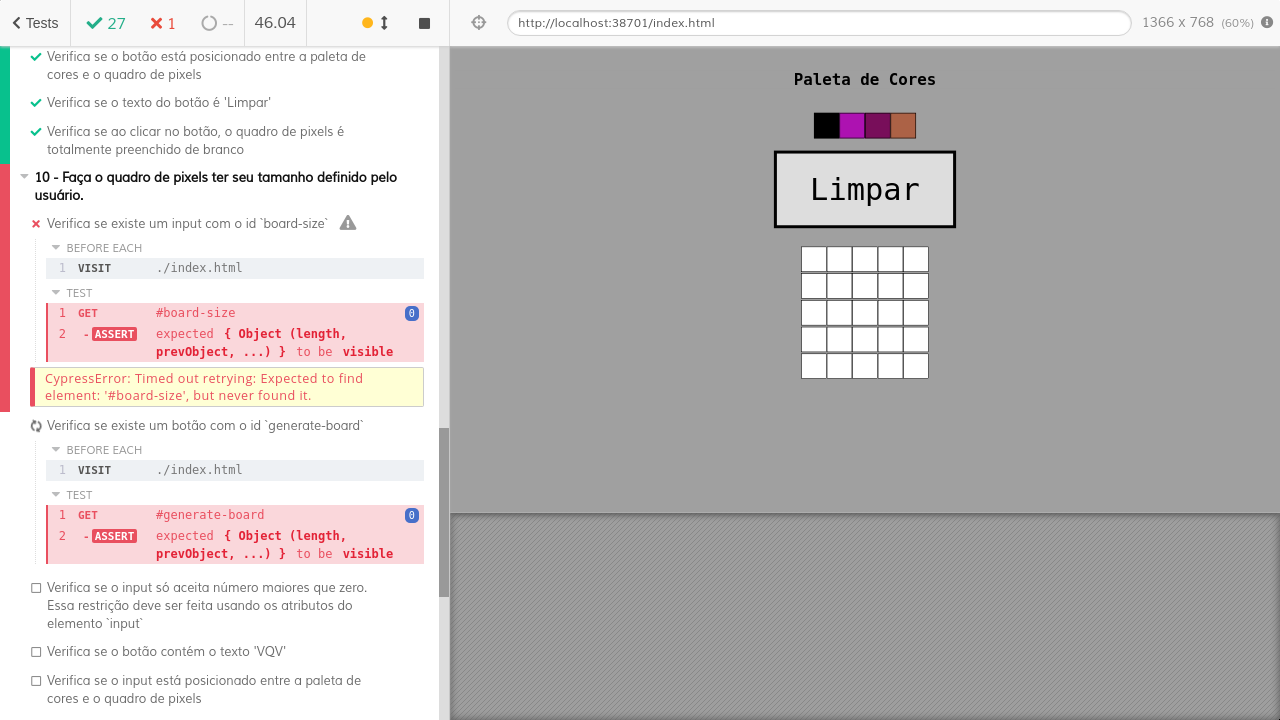 Tests
27
1
--
46.04
http://localhost:38701/index.html
1366 x 768 (60%)
Verifica se o botão está posicionado entre a paleta de
cores e o quadro de pixels
Verifica se o texto do botão é 'Limpar'
Verifica se ao clicar no botão, o quadro de pixels é
totalmente preenchido de branco
10 - Faça o quadro de pixels ter seu tamanho definido pelo
usuário.
Verifica se existe um input com o id `board-size`
BEFORE EACH
1 VISIT ./index.html
TEST
1 GET #board-size 0
2 -ASSERT expected { Object (length,
prevObject, ...) } to be visible
CypressError: Timed out retrying: Expected to find
element: '#board-size', but never found it.
Verifica se existe um botão com o id `generate-board`
BEFORE EACH
1 VISIT ./index.html
TEST
1 GET #generate-board 0
2 -ASSERT expected { Object (length,
prevObject, ...) } to be visible
Verifica se o input só aceita número maiores que zero.
Essa restrição deve ser feita usando os atributos do
elemento `input`
Verifica se o botão contém o texto 'VQV'
Verifica se o input está posicionado entre a paleta de
cores e o quadro de pixels
Paleta de Cores
Limpar